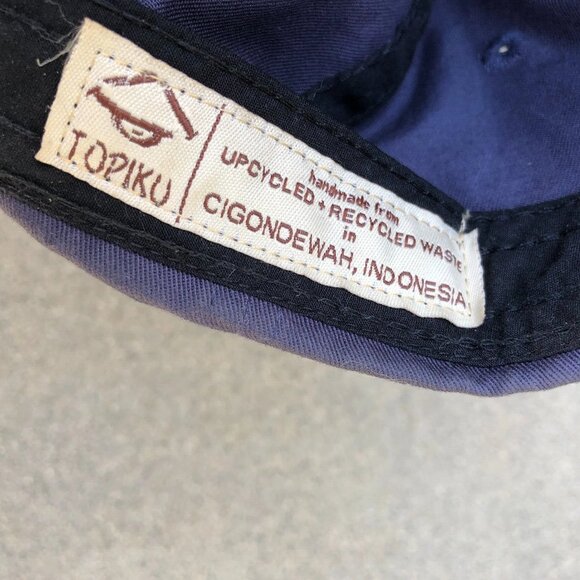 TOPIKU
handmade from
UPCYCLED + RECYCLED WASTE
in
CIGONDEWAH, INDONESIA